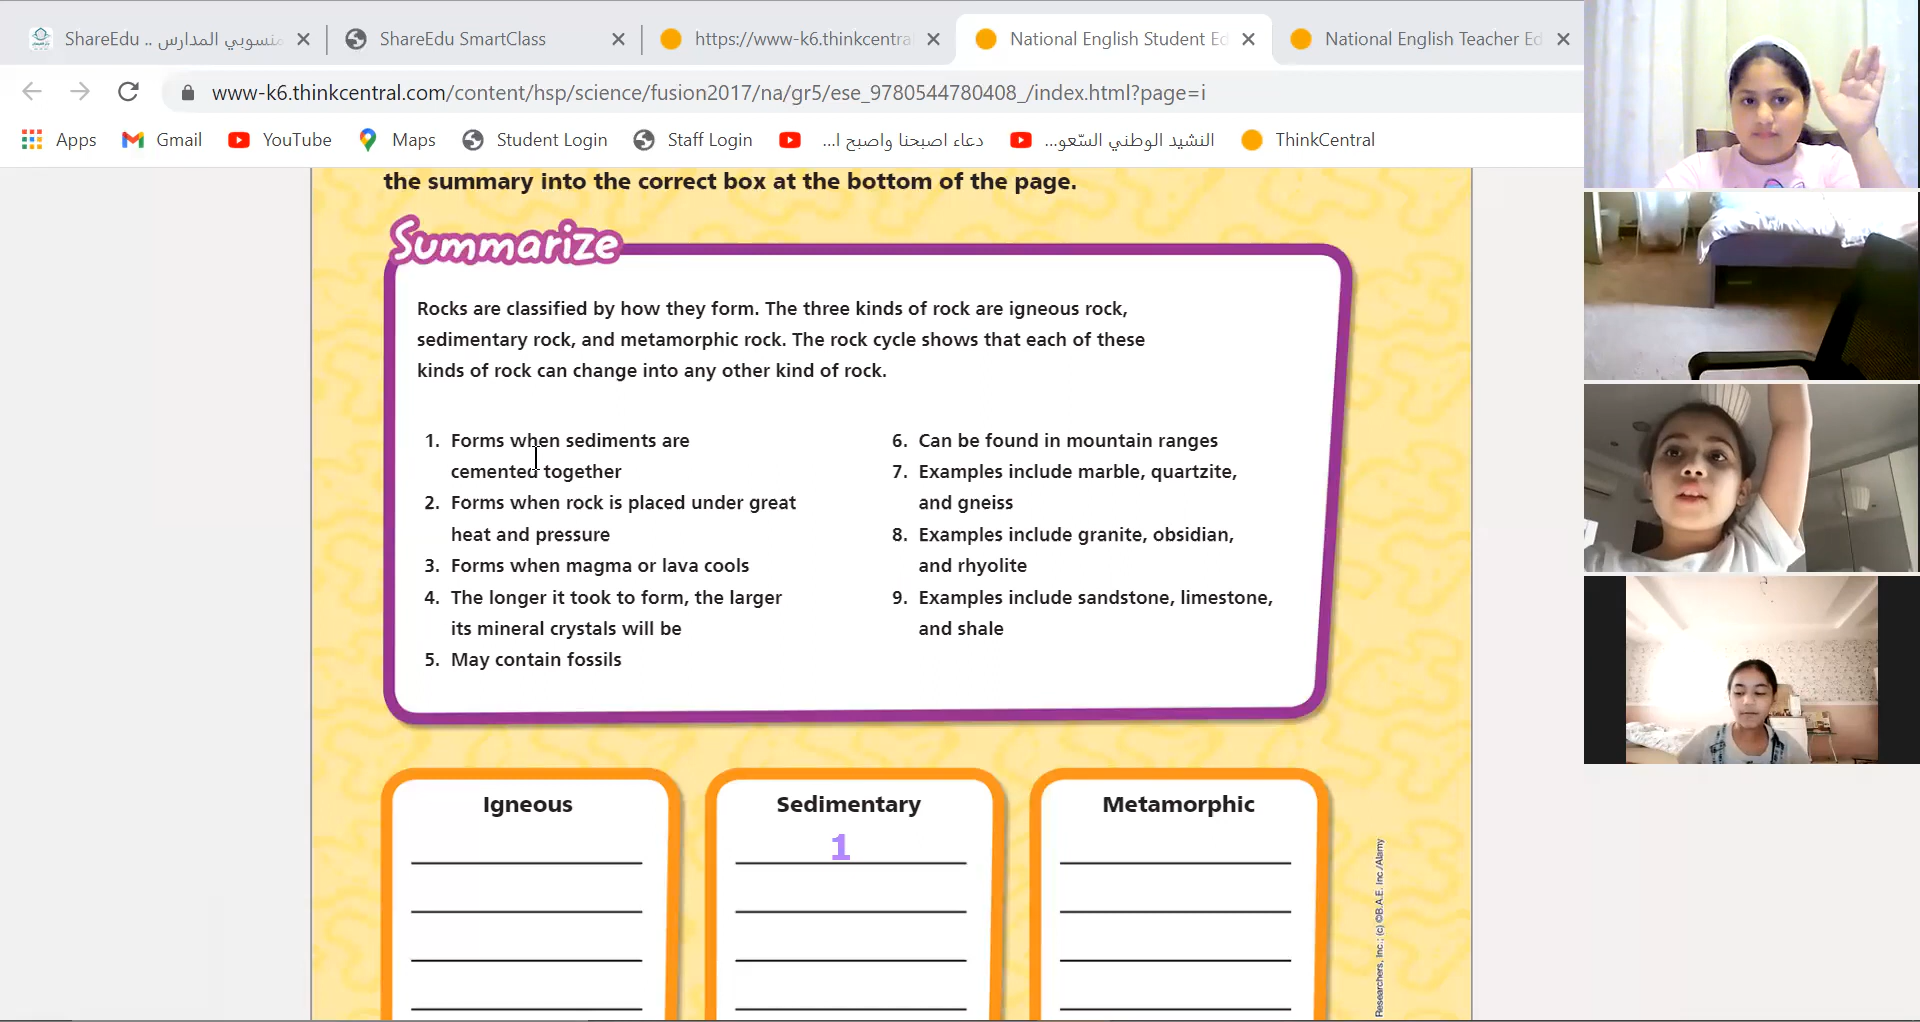 منسوبي المدارس .. ShareEdu
ShareEdu SmartClass
https://www-k6.thinkcentral
National English Student Ed
National English Teacher Ed
www-k6.thinkcentral.com/content/hsp/science/fusion2017/na/gr5/ese_9780544780408_/index.html?page=i
Apps
Gmail
YouTube
Maps
Student Login
Staff Login
دعاء اصبحنا واصبح ا...
النشيد الوطني السّعو...
ThinkCentral
the summary into the correct box at the bottom of the page.
Summarize
Rocks are classified by how they form. The three kinds of rock are igneous rock,
sedimentary rock, and metamorphic rock. The rock cycle shows that each of these
kinds of rock can change into any other kind of rock.
1. Forms when sediments are
cemented together
2. Forms when rock is placed under great
heat and pressure
3. Forms when magma or lava cools
4. The longer it took to form, the larger
its mineral crystals will be
5. May contain fossils
6. Can be found in mountain ranges
7. Examples include marble, quartzite,
and gneiss
8. Examples include granite, obsidian,
and rhyolite
9. Examples include sandstone, limestone,
and shale
Igneous
Sedimentary
1
Metamorphic
Researchers, Inc.; (c) ©B.A.E. Inc./Alamy